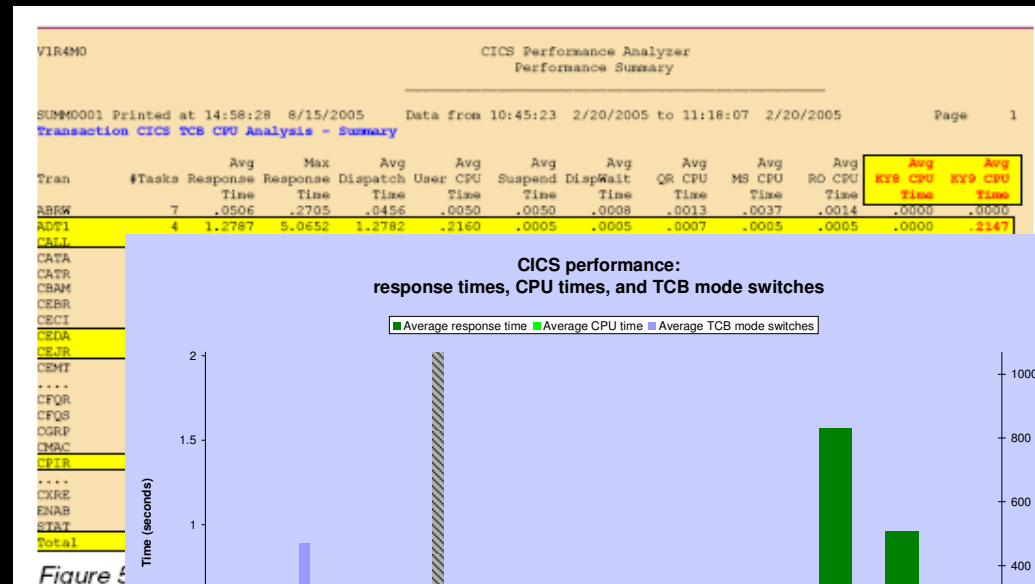 V1R4M0 CICS Performance Analyzer
Performance Summary
SUMM0001 Printed at 14:58:28 8/15/2005 Data from 10:45:23 2/20/2005 to 11:18:07 2/20/2005 Page 1
Transaction CICS TCB CPU Analysis - Summary
Avg Max Avg Avg Avg Avg Avg Avg Avg Avg Avg
Tran #Tasks Response Response Dispatch User CPU Suspend DispWait QR CPU MS CPU RO CPU KY8 CPU KY9 CPU
Time Time Time Time Time Time Time Time Time Time Time
ABRW 7 .0506 .2705 .0456 .0050 .0050 .0008 .0013 .0037 .0014 .0000 .0000
ADT1 4 1.2787 5.0652 1.2782 .2160 .0005 .0005 .0007 .0005 .0005 .0000 .2147
CALL
CATA
CATR
CBAM
CEBR
CECI
CEDA
CEJR
CEMT
....
CFQR
CFQS
CGRP
CMAC
CPIR
....
CXRE
ENAB
STAT
Total
Figure 5
CICS performance:
response times, CPU times, and TCB mode switches
Average response time Average CPU time Average TCB mode switches
2
1.5
1
Time (seconds)
1000
800
600
400